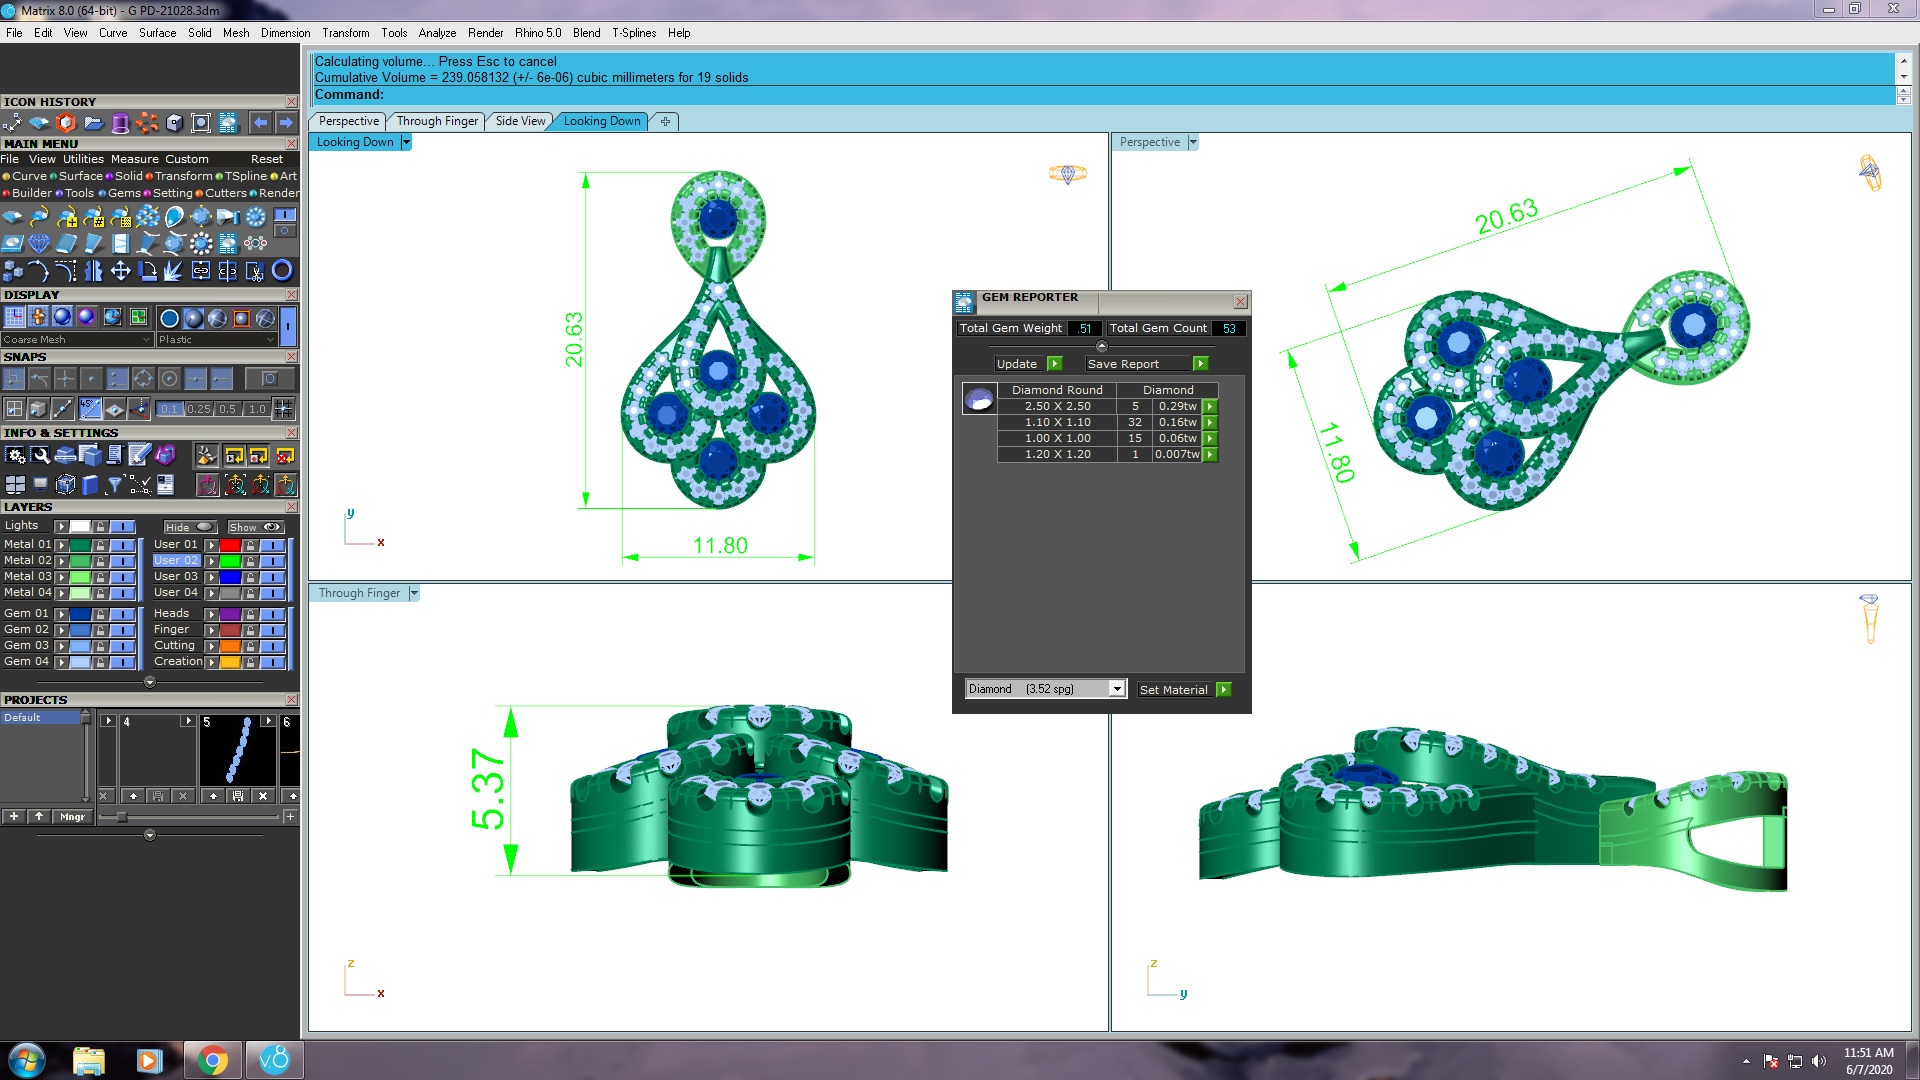 Matrix 8.0 (64-bit) - G PD-21028.3dm
File Edit View Curve Surface Solid Mesh Dimension Transform Tools Analyze Render Rhino 5.0 Blend T-Splines Help
Calculating volume... Press Esc to cancel
Cumulative Volume = 239.058132 (+/- 6e-06) cubic millimeters for 19 solids
Command:
ICON HISTORY
MAIN MENU
File View Utilities Measure Custom Reset
Curve Surface Solid Transform TSpline Art
Builder Tools Gems Setting Cutters Render
DISPLAY
Coarse Mesh Plastic
SNAPS
45°
0.1 0.25 0.5 1.0
INFO & SETTINGS
LAYERS
Lights Hide Show
Metal 01 User 01
Metal 02 User 02
Metal 03 User 03
Metal 04 User 04
Gem 01 Heads
Gem 02 Finger
Gem 03 Cutting
Gem 04 Creation
PROJECTS
Default 4 5 6
Mngr
Perspective Through Finger Side View Looking Down
Looking Down
20.63
11.80
y
x
Perspective
20.63
11.80
GEM REPORTER
Total Gem Weight .51 Total Gem Count 53
Update Save Report
Diamond Round Diamond
2.50 X 2.50 5 0.29tw
1.10 X 1.10 32 0.16tw
1.00 X 1.00 15 0.06tw
1.20 X 1.20 1 0.007tw
Diamond (3.52 spg) Set Material
Through Finger
5.37
z
x
z
y
v8
11:51 AM
6/7/2020